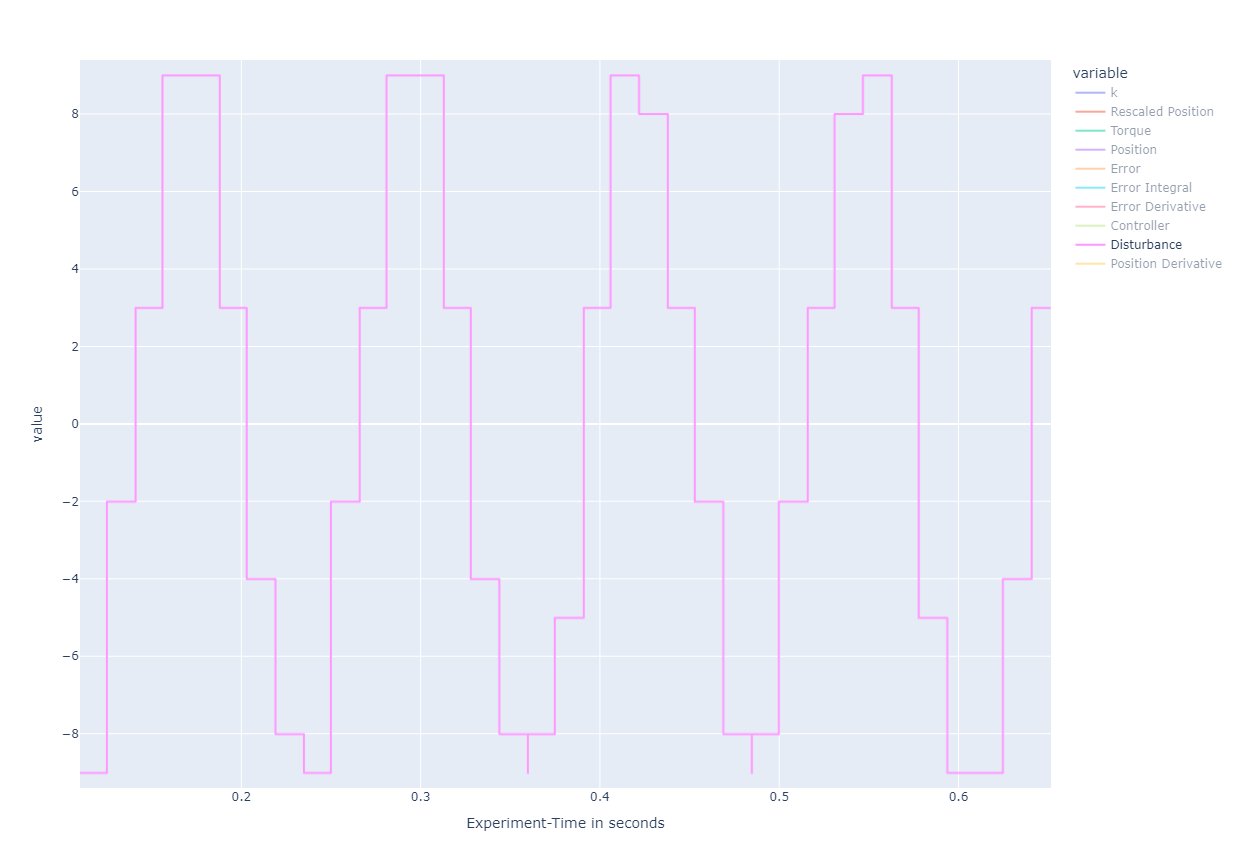 variable
k
Rescaled Position
Torque
Position
Error
Error Integral
Error Derivative
Controller
Disturbance
Position Derivative
value
8
6
4
2
0
−2
−4
−6
−8
0.2 0.3 0.4 0.5 0.6
Experiment-Time in seconds